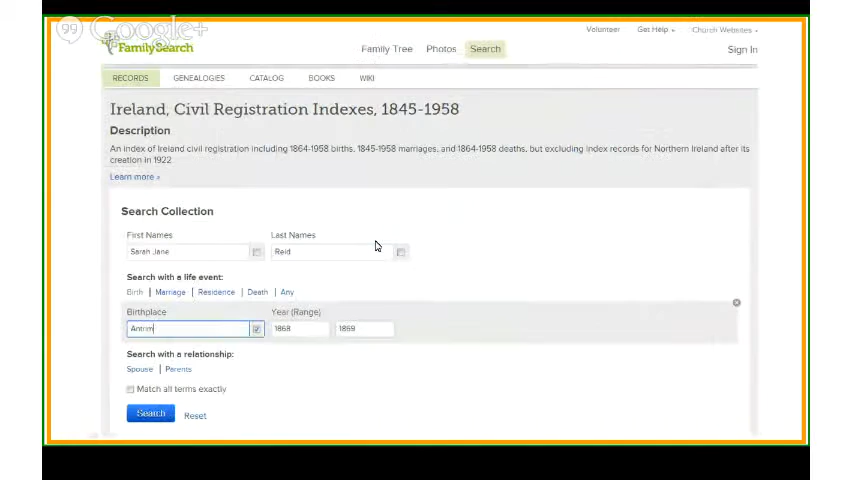 Google+
Volunteer Get Help Church Websites
FamilySearch
Family Tree Photos Search Sign In
RECORDS GENEALOGIES CATALOG BOOKS WIKI
Ireland, Civil Registration Indexes, 1845-1958
Description
An index of Ireland civil registration including 1864-1958 births, 1845-1958 marriages, and 1864-1958 deaths, but excluding index records for Northern Ireland after its
creation in 1922
Learn more »
Search Collection
First Names Last Names
Sarah Jane Reid
Search with a life event:
Birth | Marriage | Residence | Death | Any
Birthplace Year (Range)
Antrim 1868 1869
Search with a relationship:
Spouse | Parents
Match all terms exactly
Search Reset